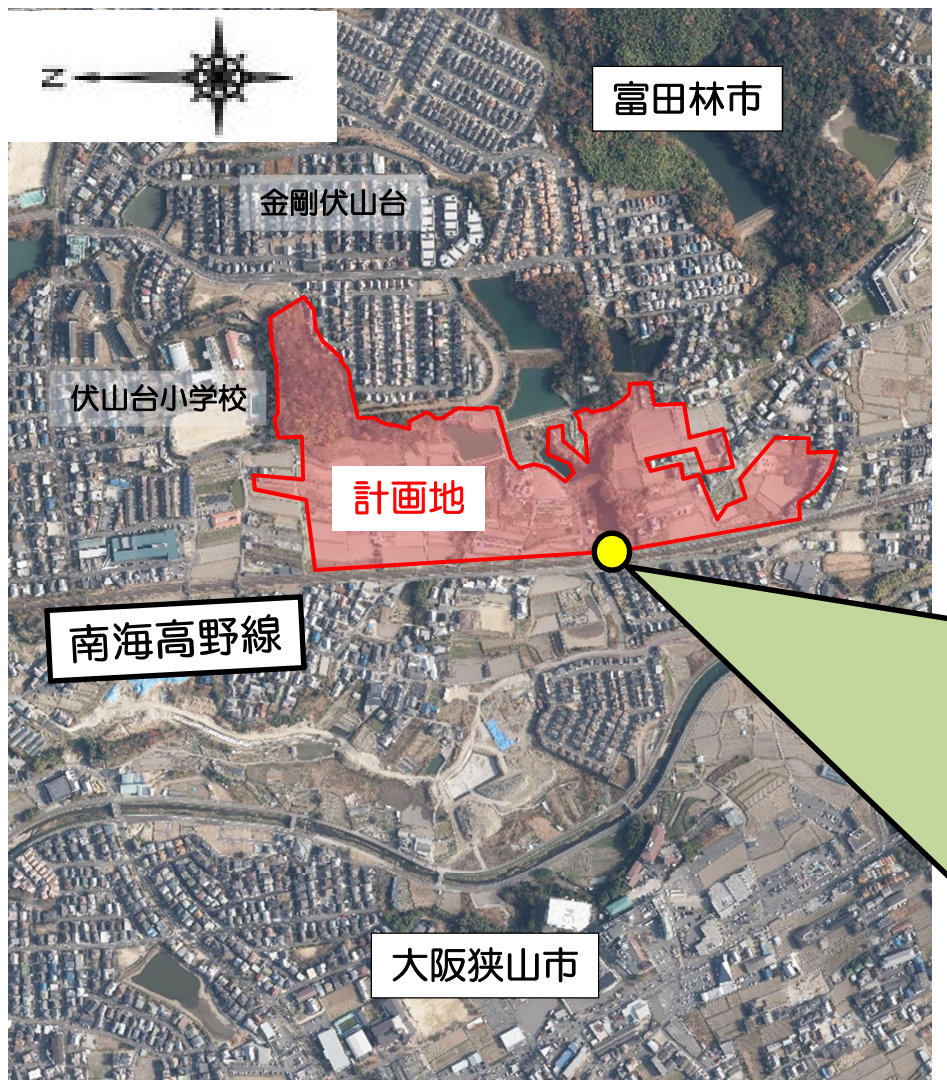 N
富田林市
金剛伏山台
伏山台小学校
計画地
南海高野線
大阪狭山市